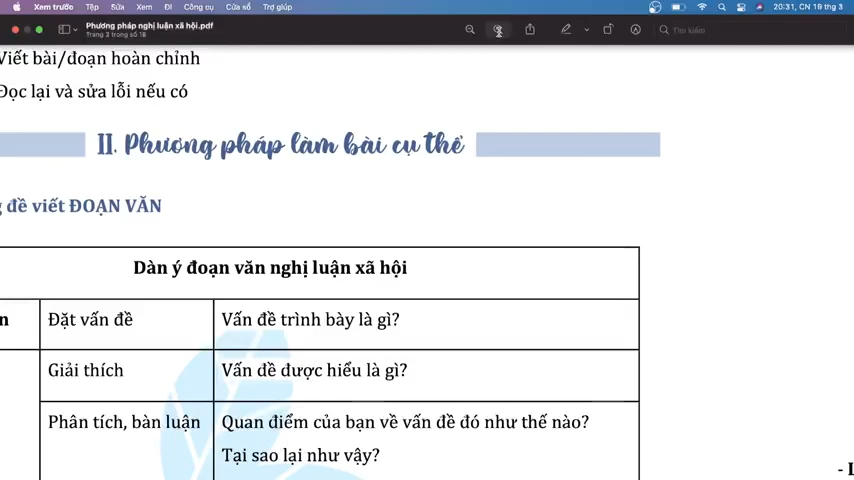 Xem trước Tệp Sửa Xem Đi Công cụ Cửa sổ Trợ giúp 20:31, CN 19 thg 3
Phương pháp nghị luận xã hội.pdf
Tìm kiếm
Viết bài/đoạn hoàn chỉnh
Đọc lại và sửa lỗi nếu có
II. Phương pháp làm bài cụ thể
đề viết ĐOẠN VĂN
Dàn ý đoạn văn nghị luận xã hội
n Đặt vấn đề Vấn đề trình bày là gì?
Giải thích Vấn đề được hiểu là gì?
Phân tích, bàn luận Quan điểm của bạn về vấn đề đó như thế nào?
Tại sao lại như vậy?